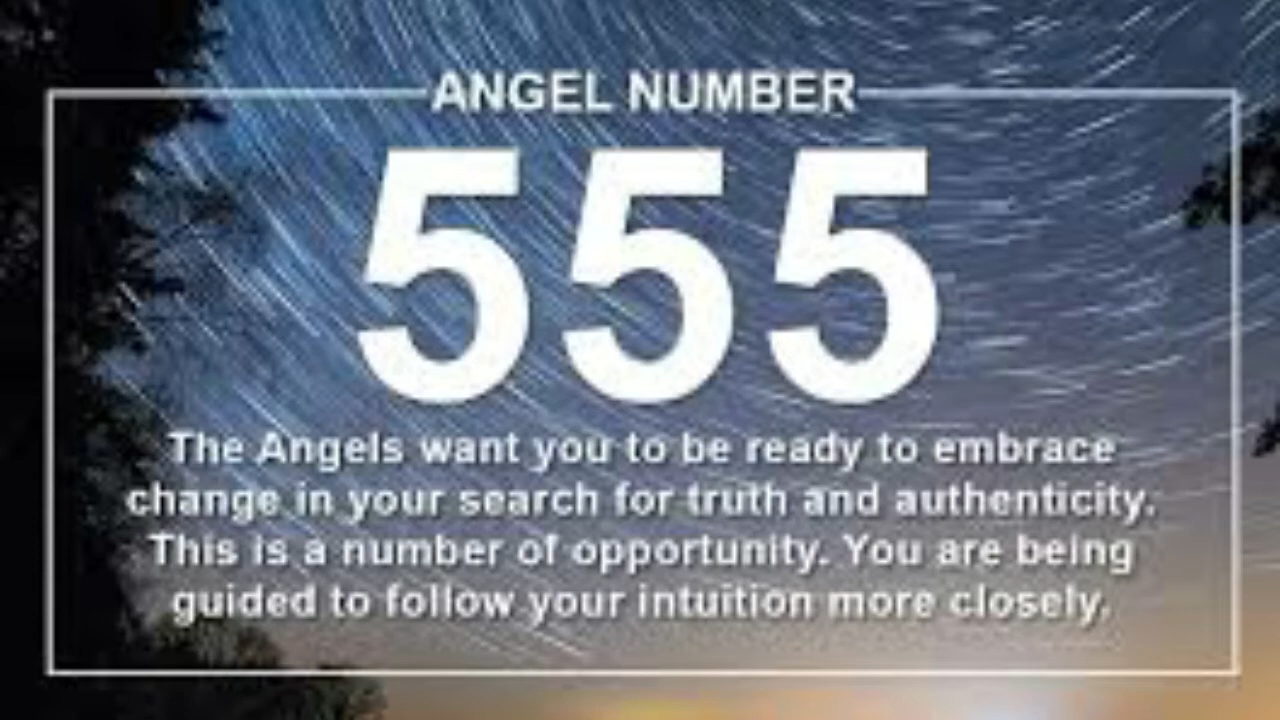 ANGEL NUMBER
555
The Angels want you to be ready to embrace
change in your search for truth and authenticity.
This is a number of opportunity. You are being
guided to follow your intuition more closely.